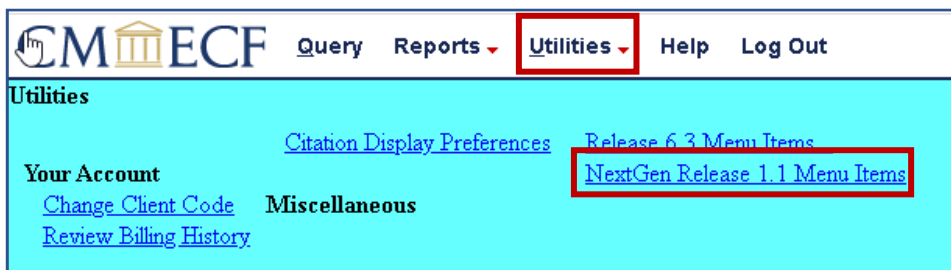 CM ECF Query Reports Utilities Help Log Out
Utilities
Citation Display Preferences Release 6.3 Menu Items
Your Account NextGen Release 1.1 Menu Items
Change Client Code Miscellaneous
Review Billing History